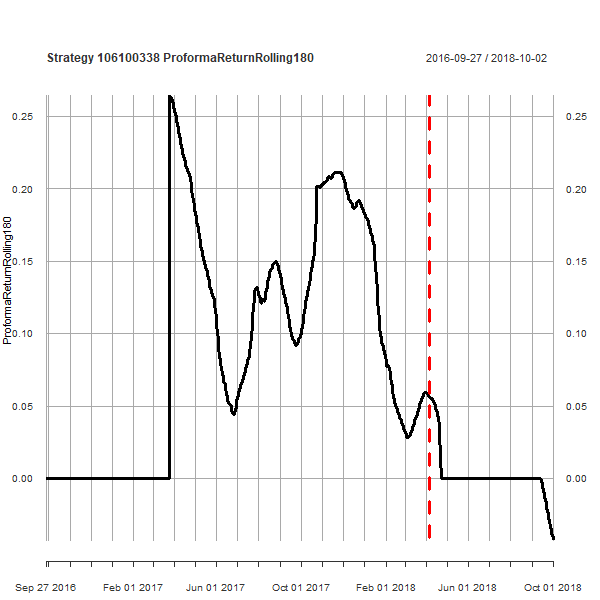 Strategy 106100338 ProformaReturnRolling180 2016-09-27 / 2018-10-02
0.25 0.25
0.20 0.20
0.15 0.15
0.10 0.10
0.05 0.05
0.00 0.00
ProformaReturnRolling180
Sep 27 2016 Feb 01 2017 Jun 01 2017 Oct 01 2017 Feb 01 2018 Jun 01 2018 Oct 01 2018